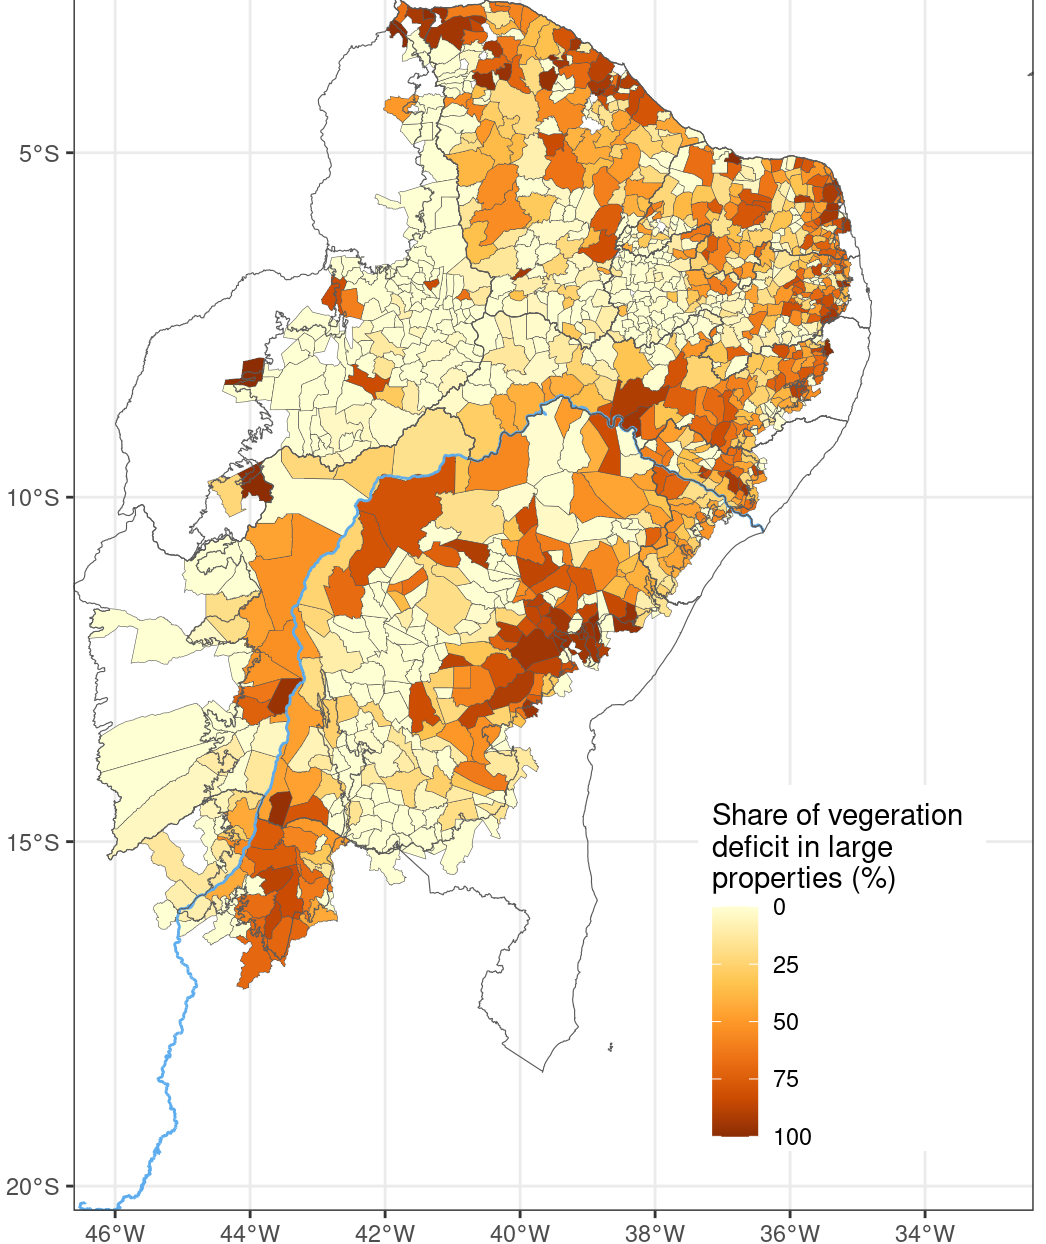 5°S
10°S
15°S
20°S
Share of vegeration
deficit in large
properties (%)
0
25
50
75
100
46°W
44°W
42°W
40°W
38°W
36°W
34°W